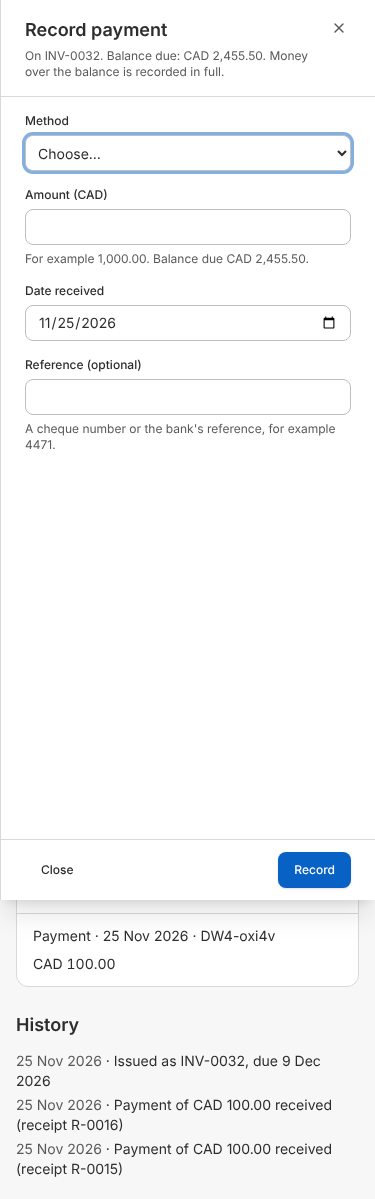 Record payment
On INV-0032. Balance due: CAD 2,455.50. Money
over the balance is recorded in full.
Method
Choose...
Amount (CAD)
For example 1,000.00. Balance due CAD 2,455.50.
Date received
11/25/2026
Reference (optional)
A cheque number or the bank's reference, for example
4471.
Close
Record
Payment · 25 Nov 2026 · DW4-oxi4v
CAD 100.00
History
25 Nov 2026 · Issued as INV-0032, due 9 Dec
2026
25 Nov 2026 · Payment of CAD 100.00 received
(receipt R-0016)
25 Nov 2026 · Payment of CAD 100.00 received
(receipt R-0015)